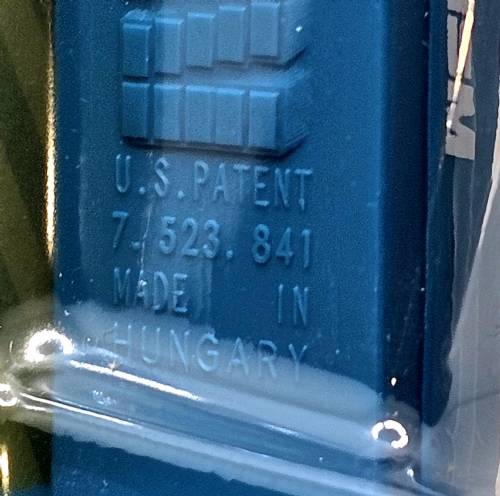 U.S.PATENT
7.523.841
MADE IN
HUNGARY